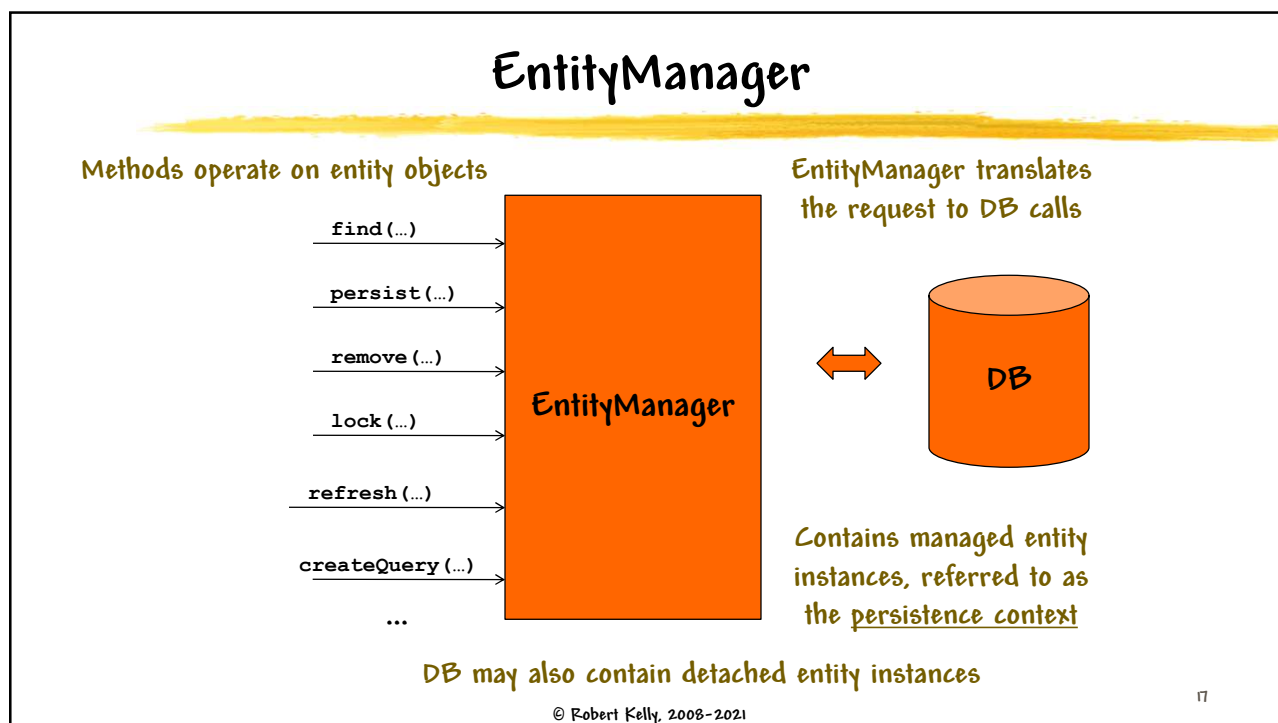 EntityManager
Methods operate on entity objects
EntityManager translates
the request to DB calls
find(…)
persist(…)
remove(…)
lock(…)
refresh(…)
createQuery(…)
…
EntityManager
DB
Contains managed entity
instances, referred to as
the persistence context
DB may also contain detached entity instances
© Robert Kelly, 2008-2021
17